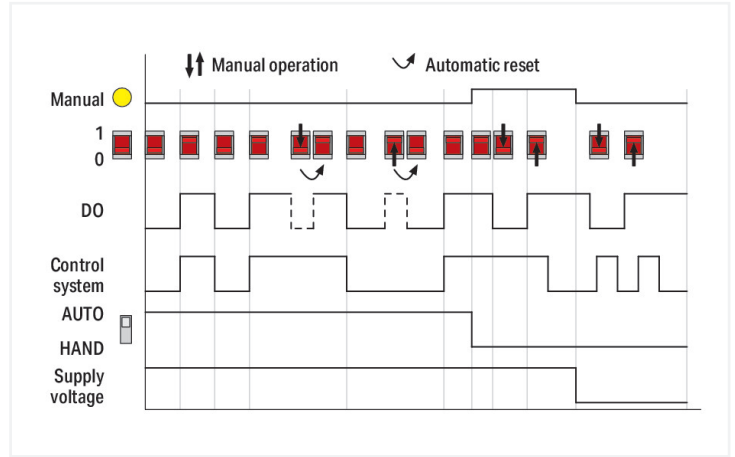 Manual operation
Automatic reset
Manual
1
0
DO
Control
system
AUTO
HAND
Supply
voltage